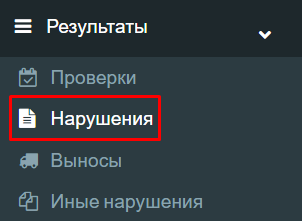 Результаты
Проверки
Нарушения
Выносы
Иные нарушения